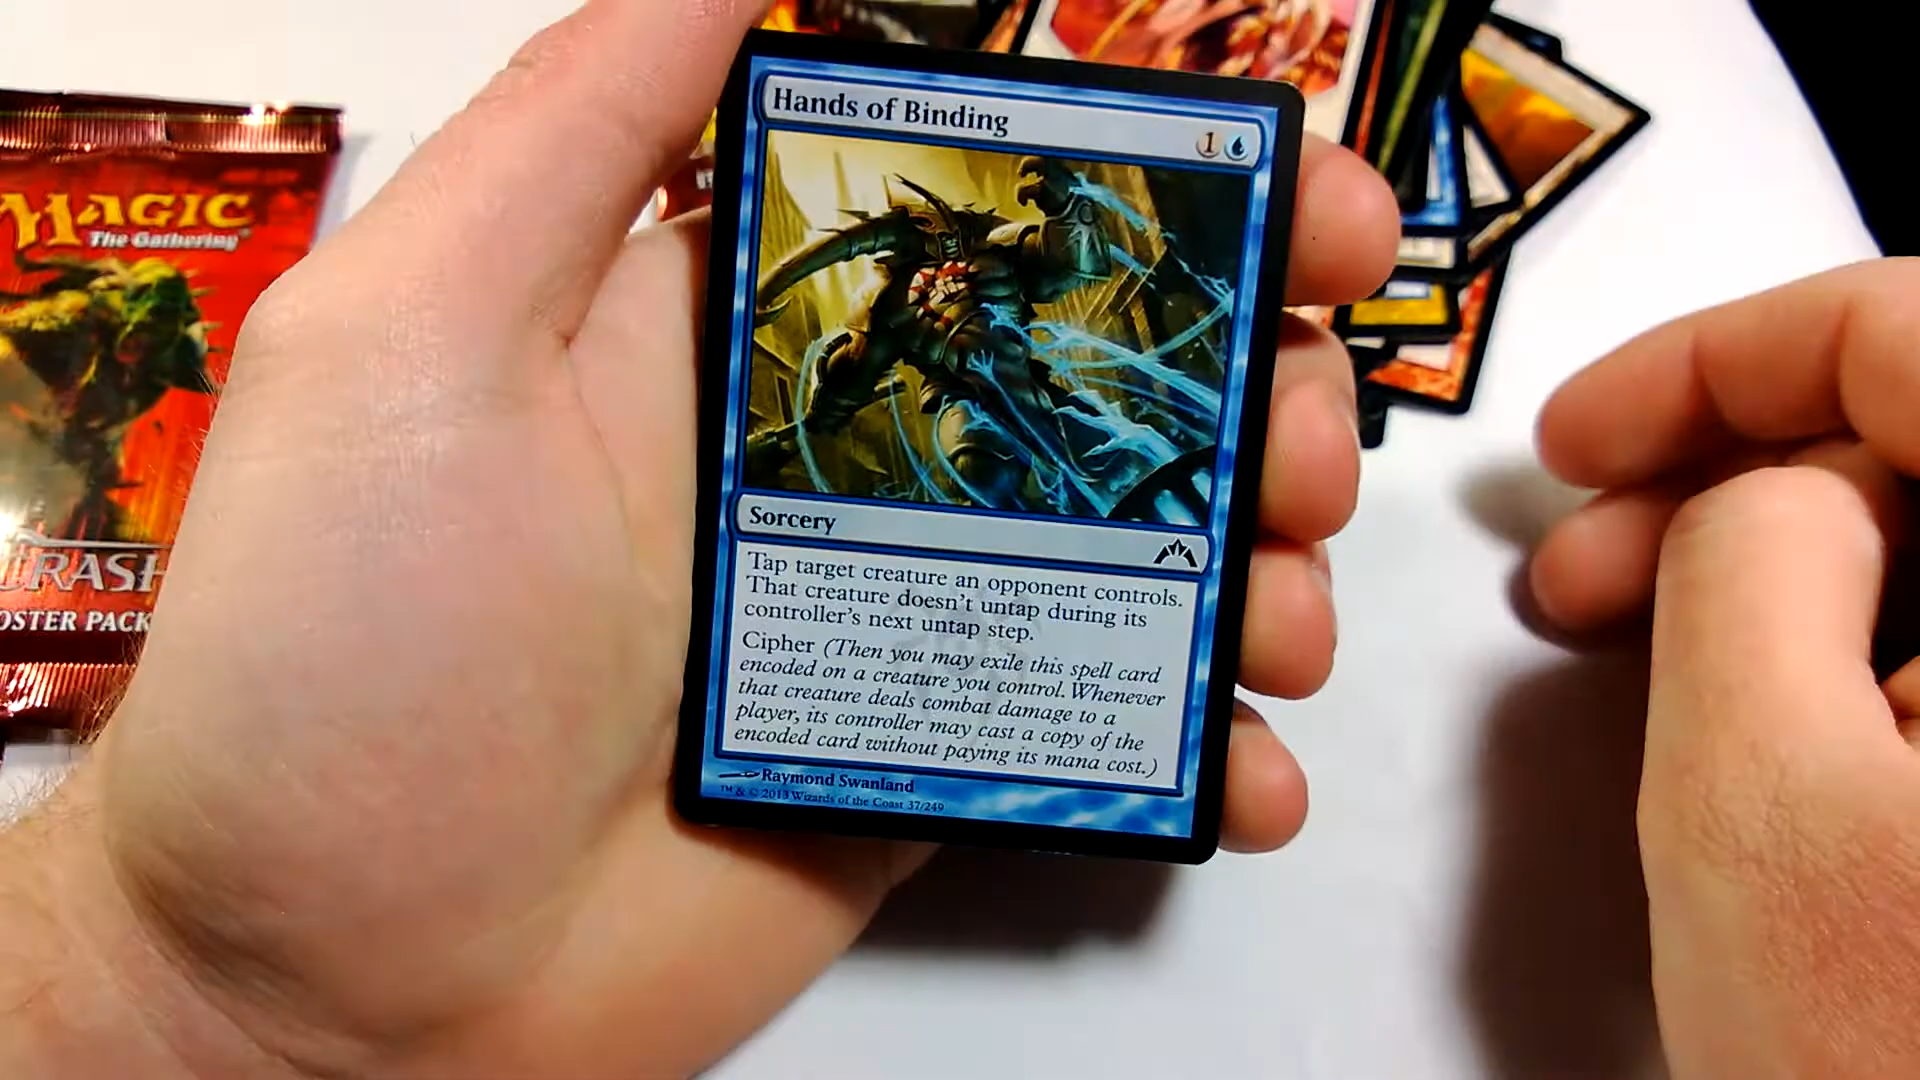 MAGIC
The Gathering
CRASH
OSTER PACK
Hands of Binding
1
Sorcery
Tap target creature an opponent controls.
That creature doesn't untap during its
controller's next untap step.
Cipher (Then you may exile this spell card
encoded on a creature you control. Whenever
that creature deals combat damage to a
player, its controller may cast a copy of the
encoded card without paying its mana cost.)
Raymond Swanland
™ & © 2013 Wizards of the Coast 37/249